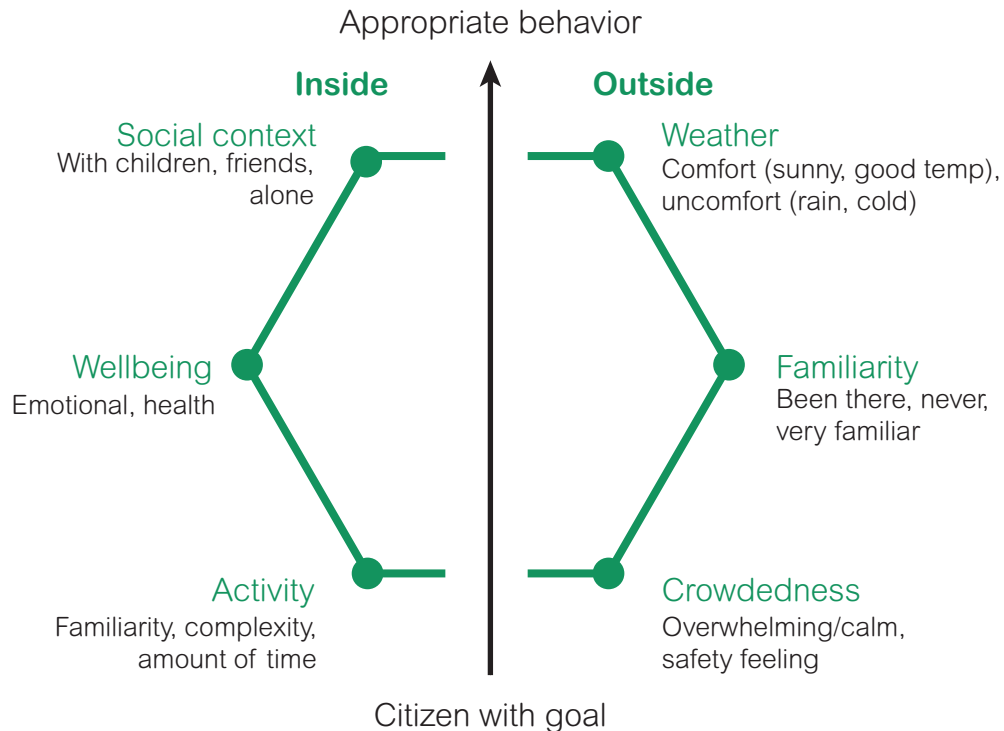 Appropriate behavior
Inside
Outside
Social context
With children, friends,
alone
Weather
Comfort (sunny, good temp),
uncomfort (rain, cold)
Wellbeing
Emotional, health
Familiarity
Been there, never,
very familiar
Activity
Familiarity, complexity,
amount of time
Crowdedness
Overwhelming/calm,
safety feeling
Citizen with goal